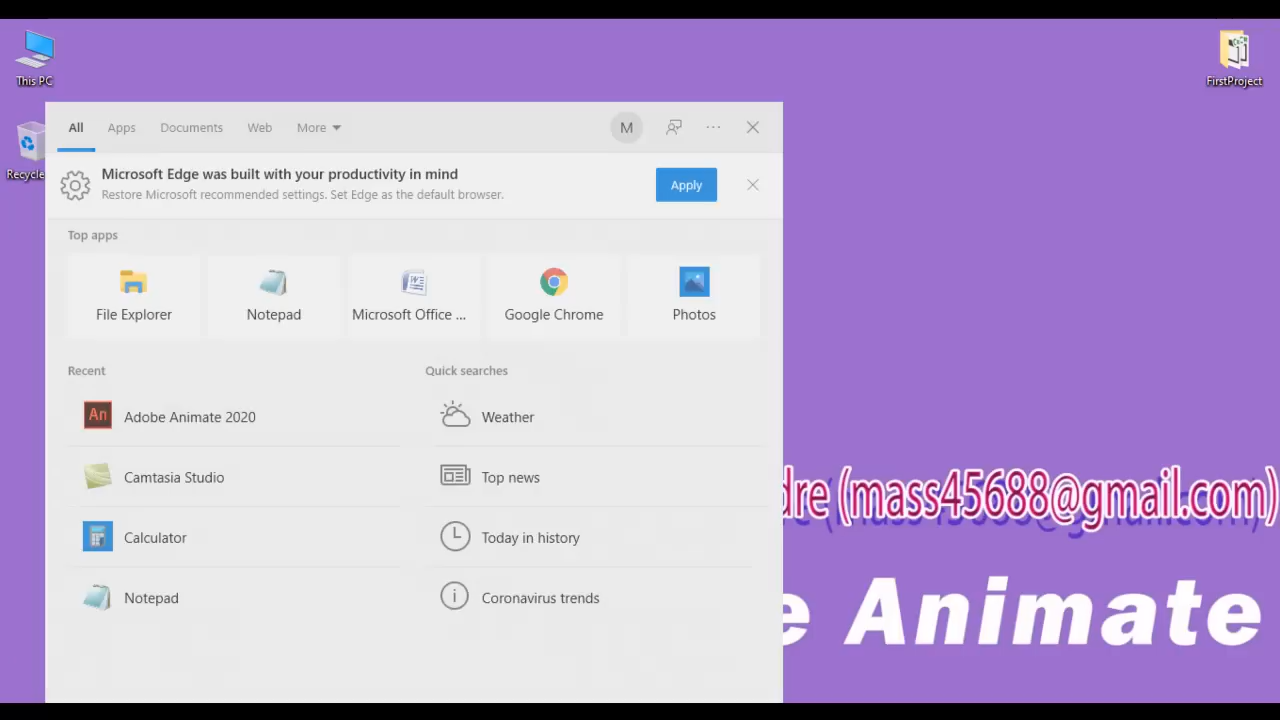 This PC
FirstProject
Recycle
All Apps Documents Web More M
Microsoft Edge was built with your productivity in mind
Restore Microsoft recommended settings. Set Edge as the default browser.
Apply
Top apps
File Explorer Notepad Microsoft Office ... Google Chrome Photos
Recent
An Adobe Animate 2020
Camtasia Studio
Calculator
Notepad
Quick searches
Weather
Top news
Today in history
Coronavirus trends
dre (mass45688@gmail.com)
e Animate